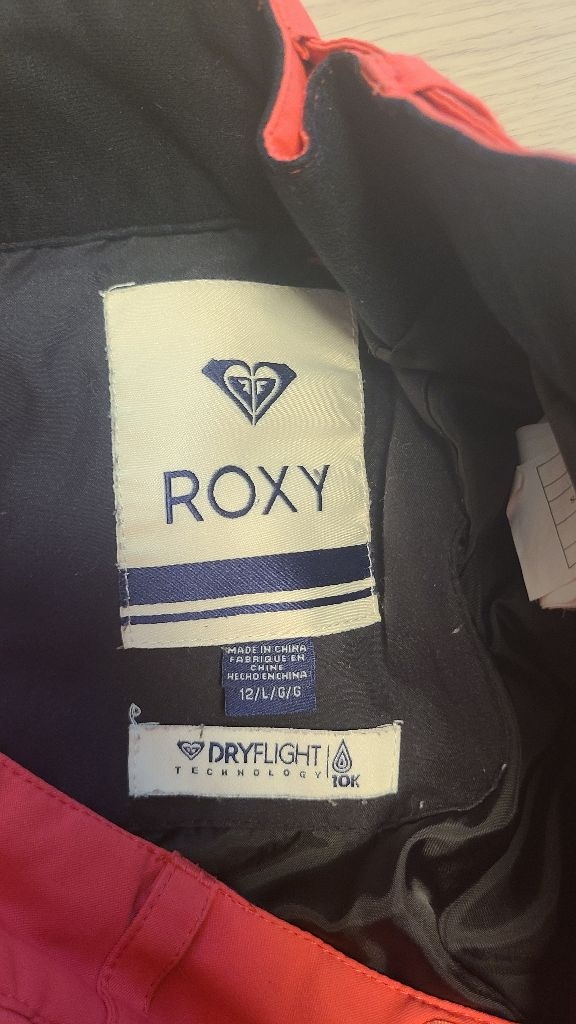 ROXY
MADE IN CHINA
FABRIQUE EN
CHINE
HECHO EN CHINA
12/L/G/G
DRYFLIGHT
TECHNOLOGY
10K